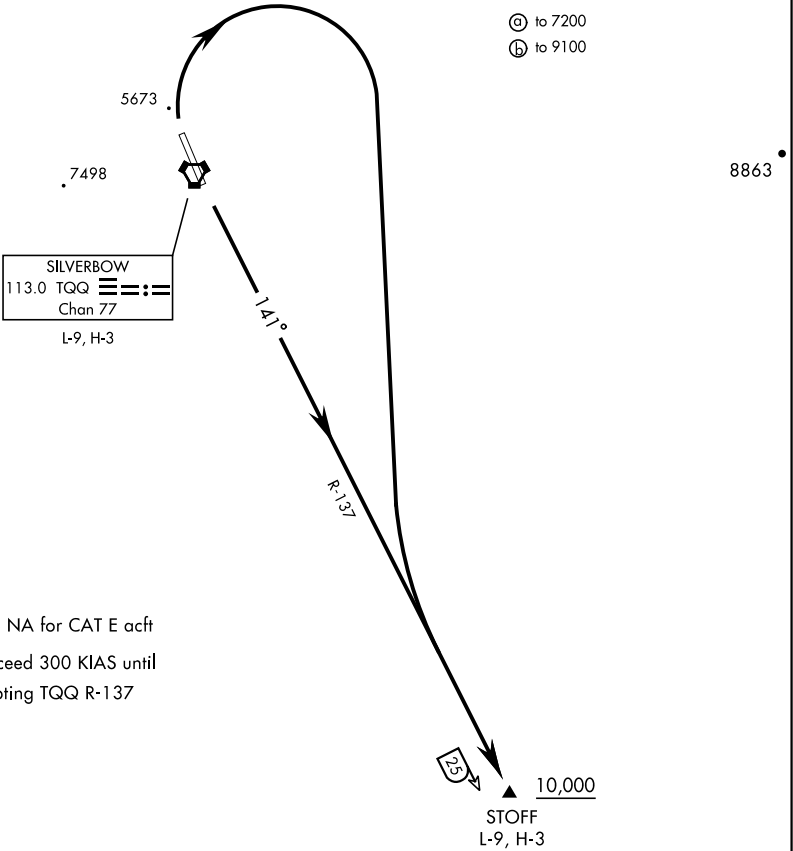 ⓐ to 7200
ⓑ to 9100
5673
8863
7498
SILVERBOW
113.0 TQQ
Chan 77
L-9, H-3
141°
R-137
NA for CAT E acft
ceed 300 KIAS until
pting TQQ R-137
25
10,000
STOFF
L-9, H-3